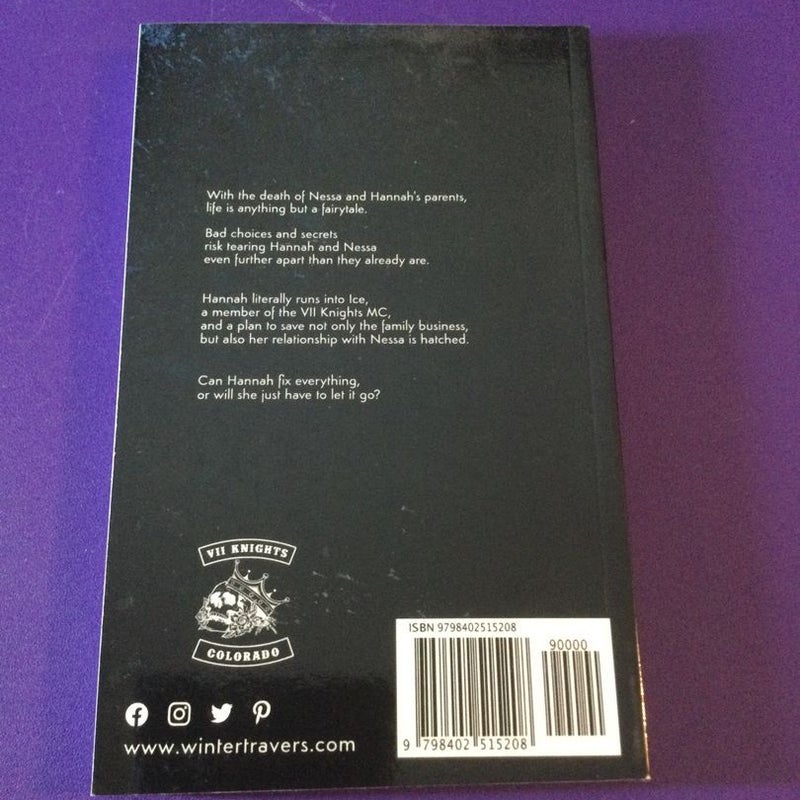 With the death of Nessa and Hannah's parents,
life is anything but a fairytale.
Bad choices and secrets
risk tearing Hannah and Nessa
even further apart than they already are.
Hannah literally runs into Ice,
a member of the VII Knights MC,
and a plan to save not only the family business,
but also her relationship with Nessa is hatched.
Can Hannah fix everything,
or will she just have to let it go?
VII KNIGHTS
COLORADO
www.wintertravers.com
ISBN 9798402515208
90000
9 798402 515208